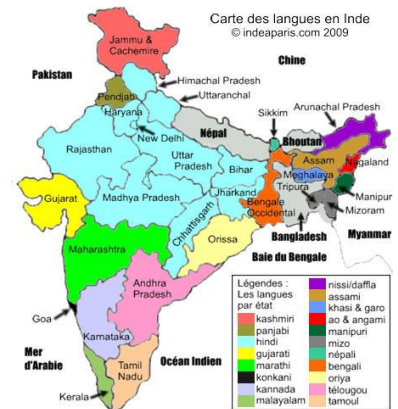 Carte des langues en Inde
© indeaparis.com 2009
Jammu &
Cachemire
Chine
Pakistan
Himachal Pradesh
Pendjab
Uttaranchal
Haryana
Arunachal Pradesh
Sikkim
New Delhi
Népal
Bhoutan
Rajasthan
Uttar
Pradesh
Assam
Nagaland
Bihar
Meghalaya
Gujarat
Madhya Pradesh
Jharkand
Tripura
Manipur
Bengale
Occidental
Mizoram
Chhattisgarh
Bangladesh
Myanmar
Maharashtra
Orissa
Baie du Bengale
Andhra
Pradesh
Goa
Karnataka
Mer
d'Arabie
Océan Indien
Tamil
Nadu
Kerala
Légendes :
Les langues
par état
kashmiri
panjabi
hindi
gujarati
marathi
konkani
kannada
malayalam
nissi/daffla
assami
khasi & garo
ao & angami
manipuri
mizo
népali
bengali
oriya
télougou
tamoul